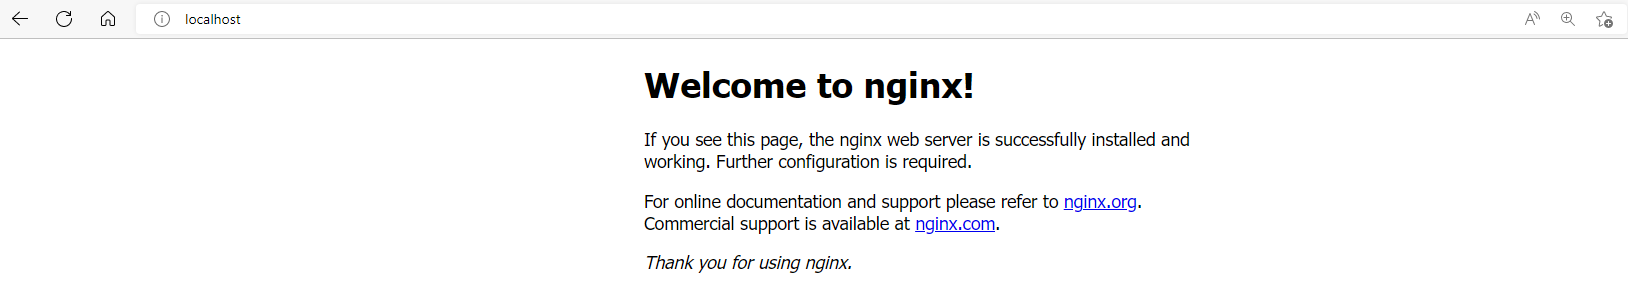 localhost
Welcome to nginx!
If you see this page, the nginx web server is successfully installed and
working. Further configuration is required.
For online documentation and support please refer to nginx.org.
Commercial support is available at nginx.com.
Thank you for using nginx.